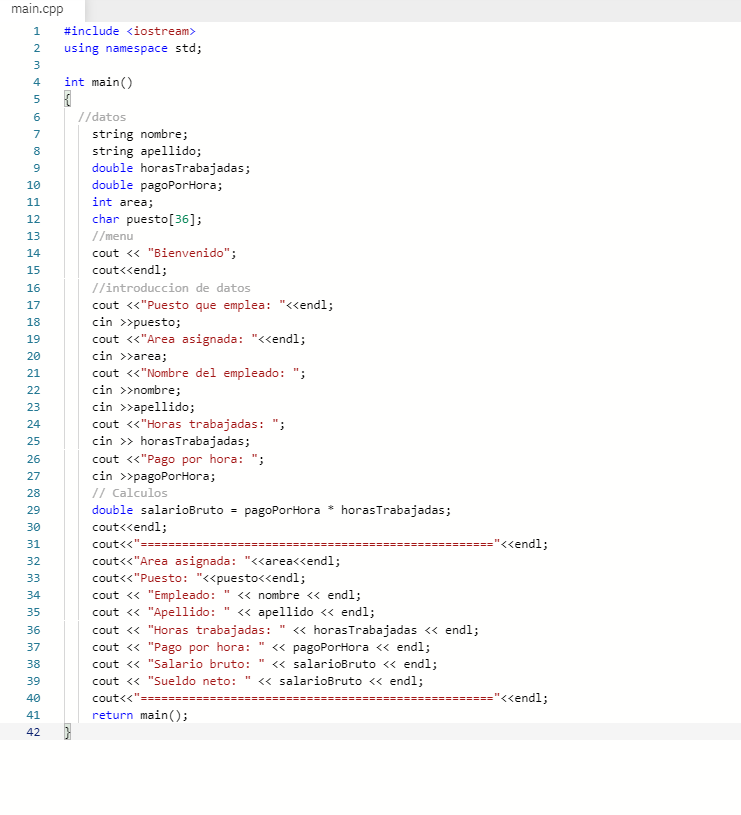 main.cpp
1 #include <iostream>
2 using namespace std;
3
4 int main()
5 {
6 //datos
7 string nombre;
8 string apellido;
9 double horasTrabajadas;
10 double pagoPorHora;
11 int area;
12 char puesto[36];
13 //menu
14 cout << "Bienvenido";
15 cout<<endl;
16 //introduccion de datos
17 cout <<"Puesto que emplea: "<<endl;
18 cin >>puesto;
19 cout <<"Area asignada: "<<endl;
20 cin >>area;
21 cout <<"Nombre del empleado: ";
22 cin >>nombre;
23 cin >>apellido;
24 cout <<"Horas trabajadas: ";
25 cin >> horasTrabajadas;
26 cout <<"Pago por hora: ";
27 cin >>pagoPorHora;
28 // Calculos
29 double salarioBruto = pagoPorHora * horasTrabajadas;
30 cout<<endl;
31 cout<<"==================================================="<<endl;
32 cout<<"Area asignada: "<<area<<endl;
33 cout<<"Puesto: "<<puesto<<endl;
34 cout << "Empleado: " << nombre << endl;
35 cout << "Apellido: " << apellido << endl;
36 cout << "Horas trabajadas: " << horasTrabajadas << endl;
37 cout << "Pago por hora: " << pagoPorHora << endl;
38 cout << "Salario bruto: " << salarioBruto << endl;
39 cout << "Sueldo neto: " << salarioBruto << endl;
40 cout<<"==================================================="<<endl;
41 return main();
42 }